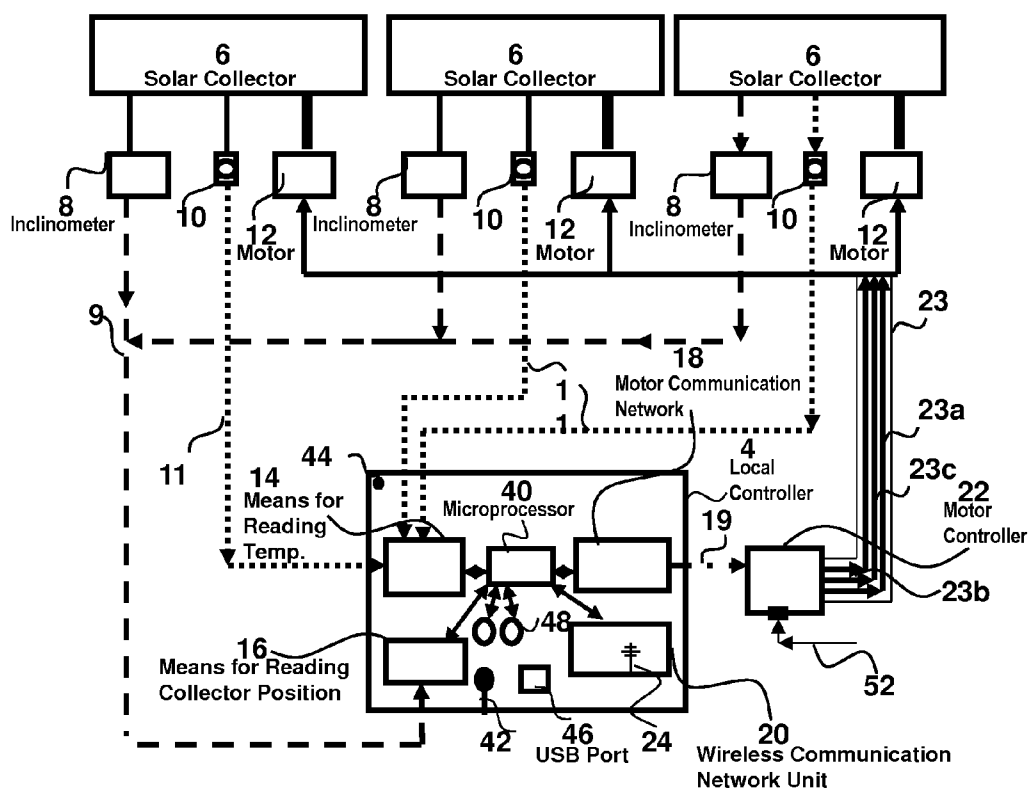 6
Solar Collector
6
Solar Collector
6
Solar Collector
8
Inclinometer
10
12
Motor
8
Inclinometer
10
12
Motor
8
Inclinometer
10
12
Motor
9
23
18
Motor Communication
Network
1
1
23a
11
44
4
Local
Controller
23c
22
Motor
Controller
14
Means for
Reading
Temp.
40
Microprocessor
19
23b
48
16
Means for Reading
Collector Position
52
42
46
USB Port
24
20
Wireless Communication
Network Unit